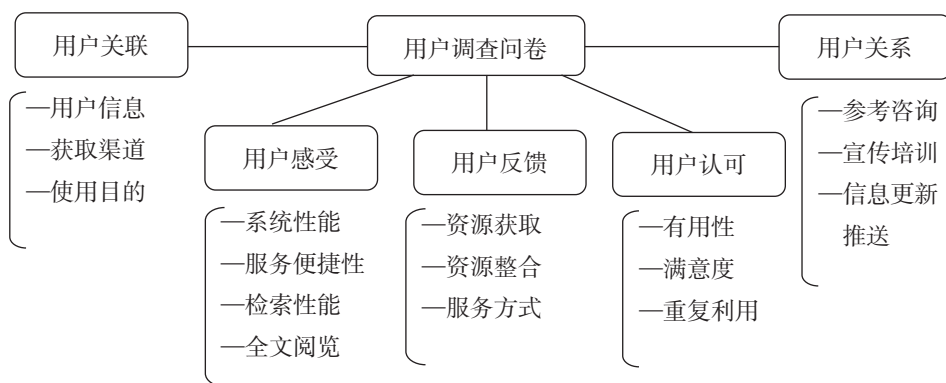 用户关联
用户调查问卷
用户关系
—用户信息
—获取渠道
—使用目的
用户感受
用户反馈
用户认可
—参考咨询
—宣传培训
—信息更新
推送
—系统性能
—服务便捷性
—检索性能
—全文阅览
—资源获取
—资源整合
—服务方式
—有用性
—满意度
—重复利用